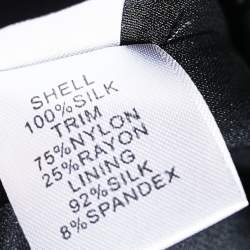 SHELL
100% SILK
TRIM
75% NYLON
25% RAYON
LINING
92% SILK
8% SPANDEX